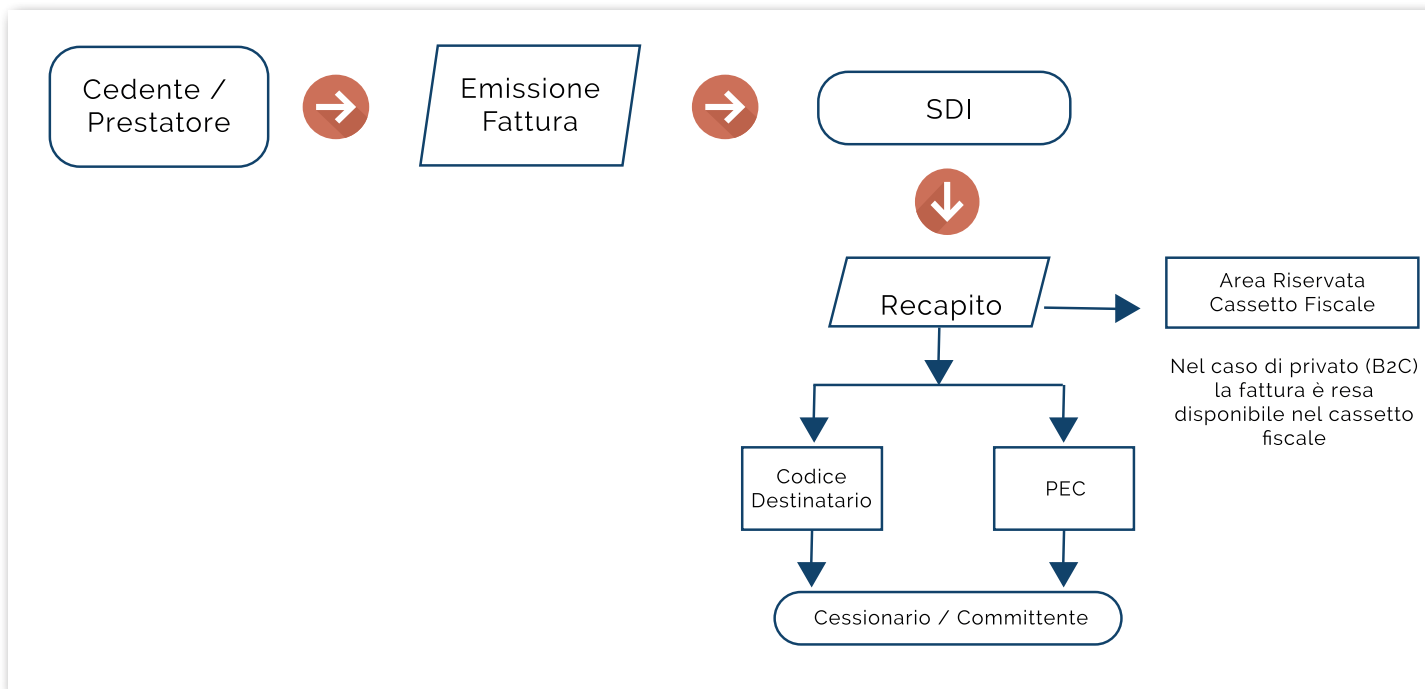 Cedente /
Prestatore
Emissione
Fattura
SDI
Recapito
Area Riservata
Cassetto Fiscale
Nel caso di privato (B2C)
la fattura è resa
disponibile nel cassetto
fiscale
Codice
Destinatario
PEC
Cessionario / Committente